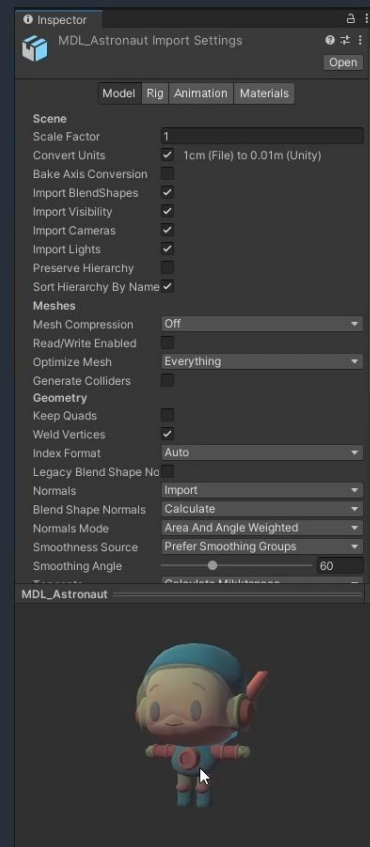 Inspector
MDL_Astronaut Import Settings
Open
Model Rig Animation Materials
Scene
Scale Factor 1
Convert Units 1cm (File) to 0.01m (Unity)
Bake Axis Conversion
Import BlendShapes
Import Visibility
Import Cameras
Import Lights
Preserve Hierarchy
Sort Hierarchy By Name
Meshes
Mesh Compression Off
Read/Write Enabled
Optimize Mesh Everything
Generate Colliders
Geometry
Keep Quads
Weld Vertices
Index Format Auto
Legacy Blend Shape No
Normals Import
Blend Shape Normals Calculate
Normals Mode Area And Angle Weighted
Smoothness Source Prefer Smoothing Groups
Smoothing Angle 60
MDL_Astronaut